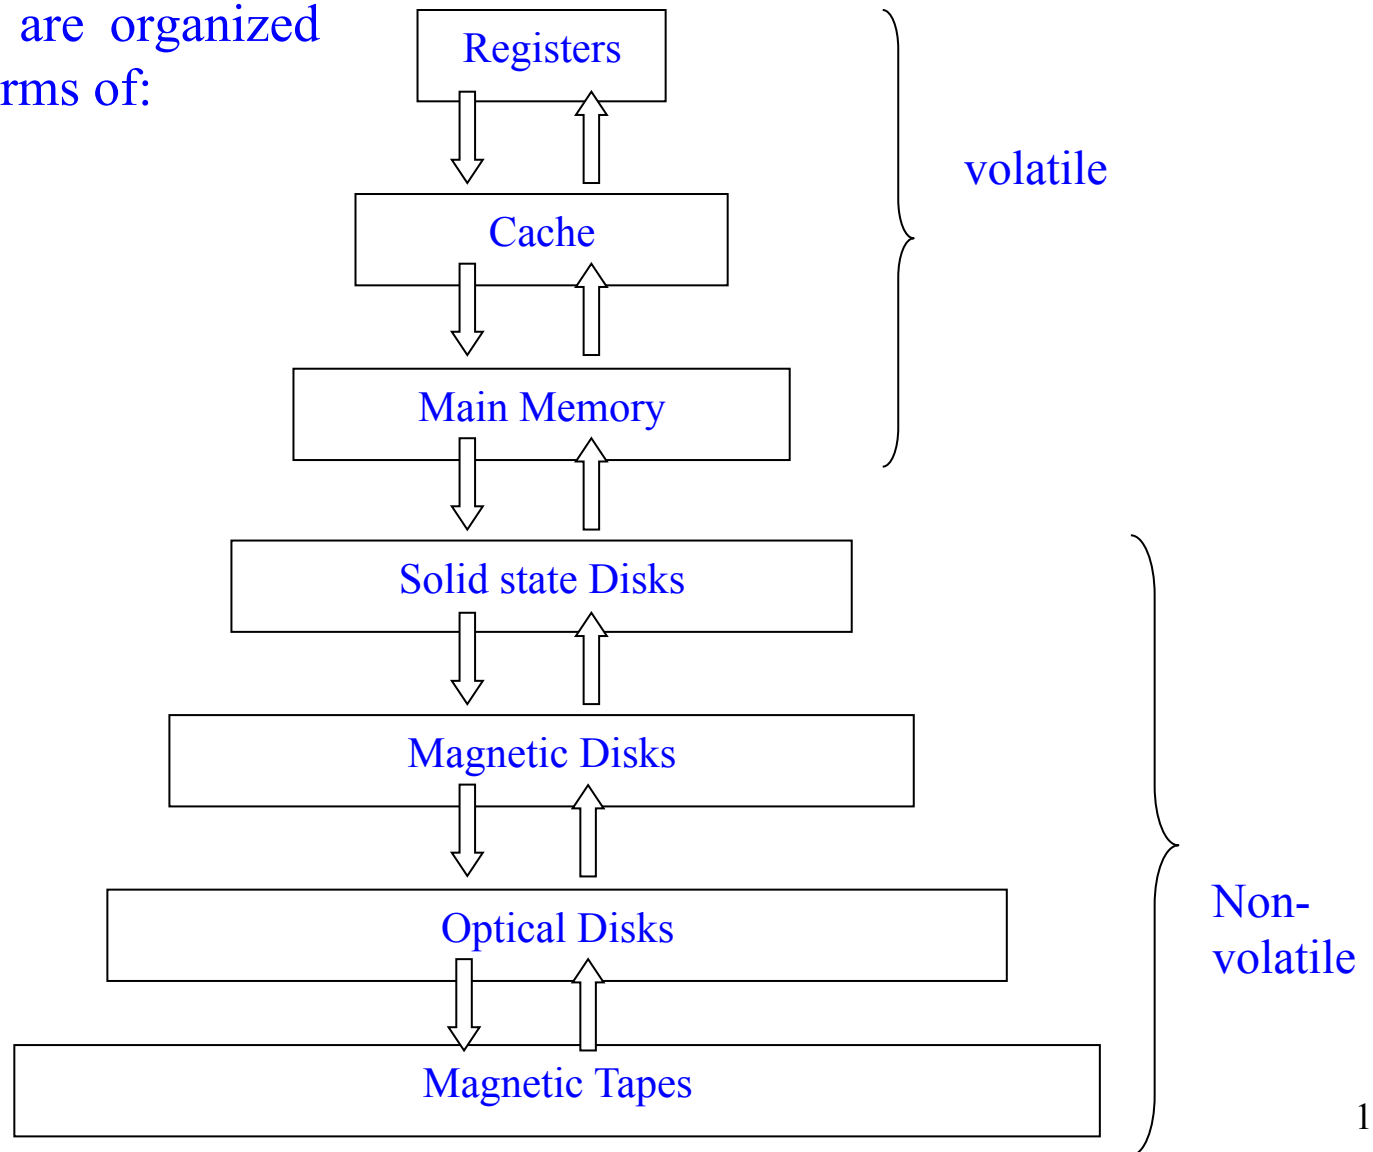 are organized
rms of:
Registers
volatile
Cache
Main Memory
Solid state Disks
Magnetic Disks
Optical Disks
Non-
volatile
Magnetic Tapes
1